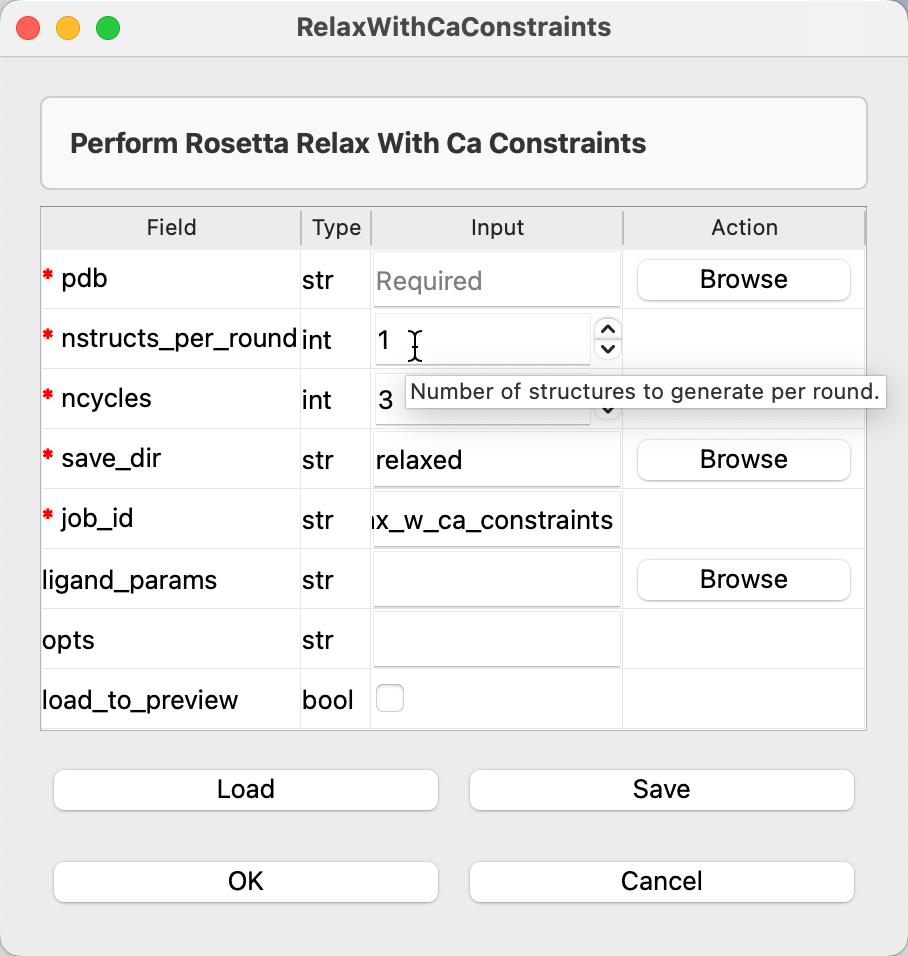 RelaxWithCaConstraints
Perform Rosetta Relax With Ca Constraints
Field Type Input Action
* pdb str Required Browse
* nstructs_per_round int 1
* ncycles int 3
Number of structures to generate per round.
* save_dir str relaxed Browse
* job_id str ax_w_ca_constraints
ligand_params str Browse
opts str
load_to_preview bool
Load Save
OK Cancel